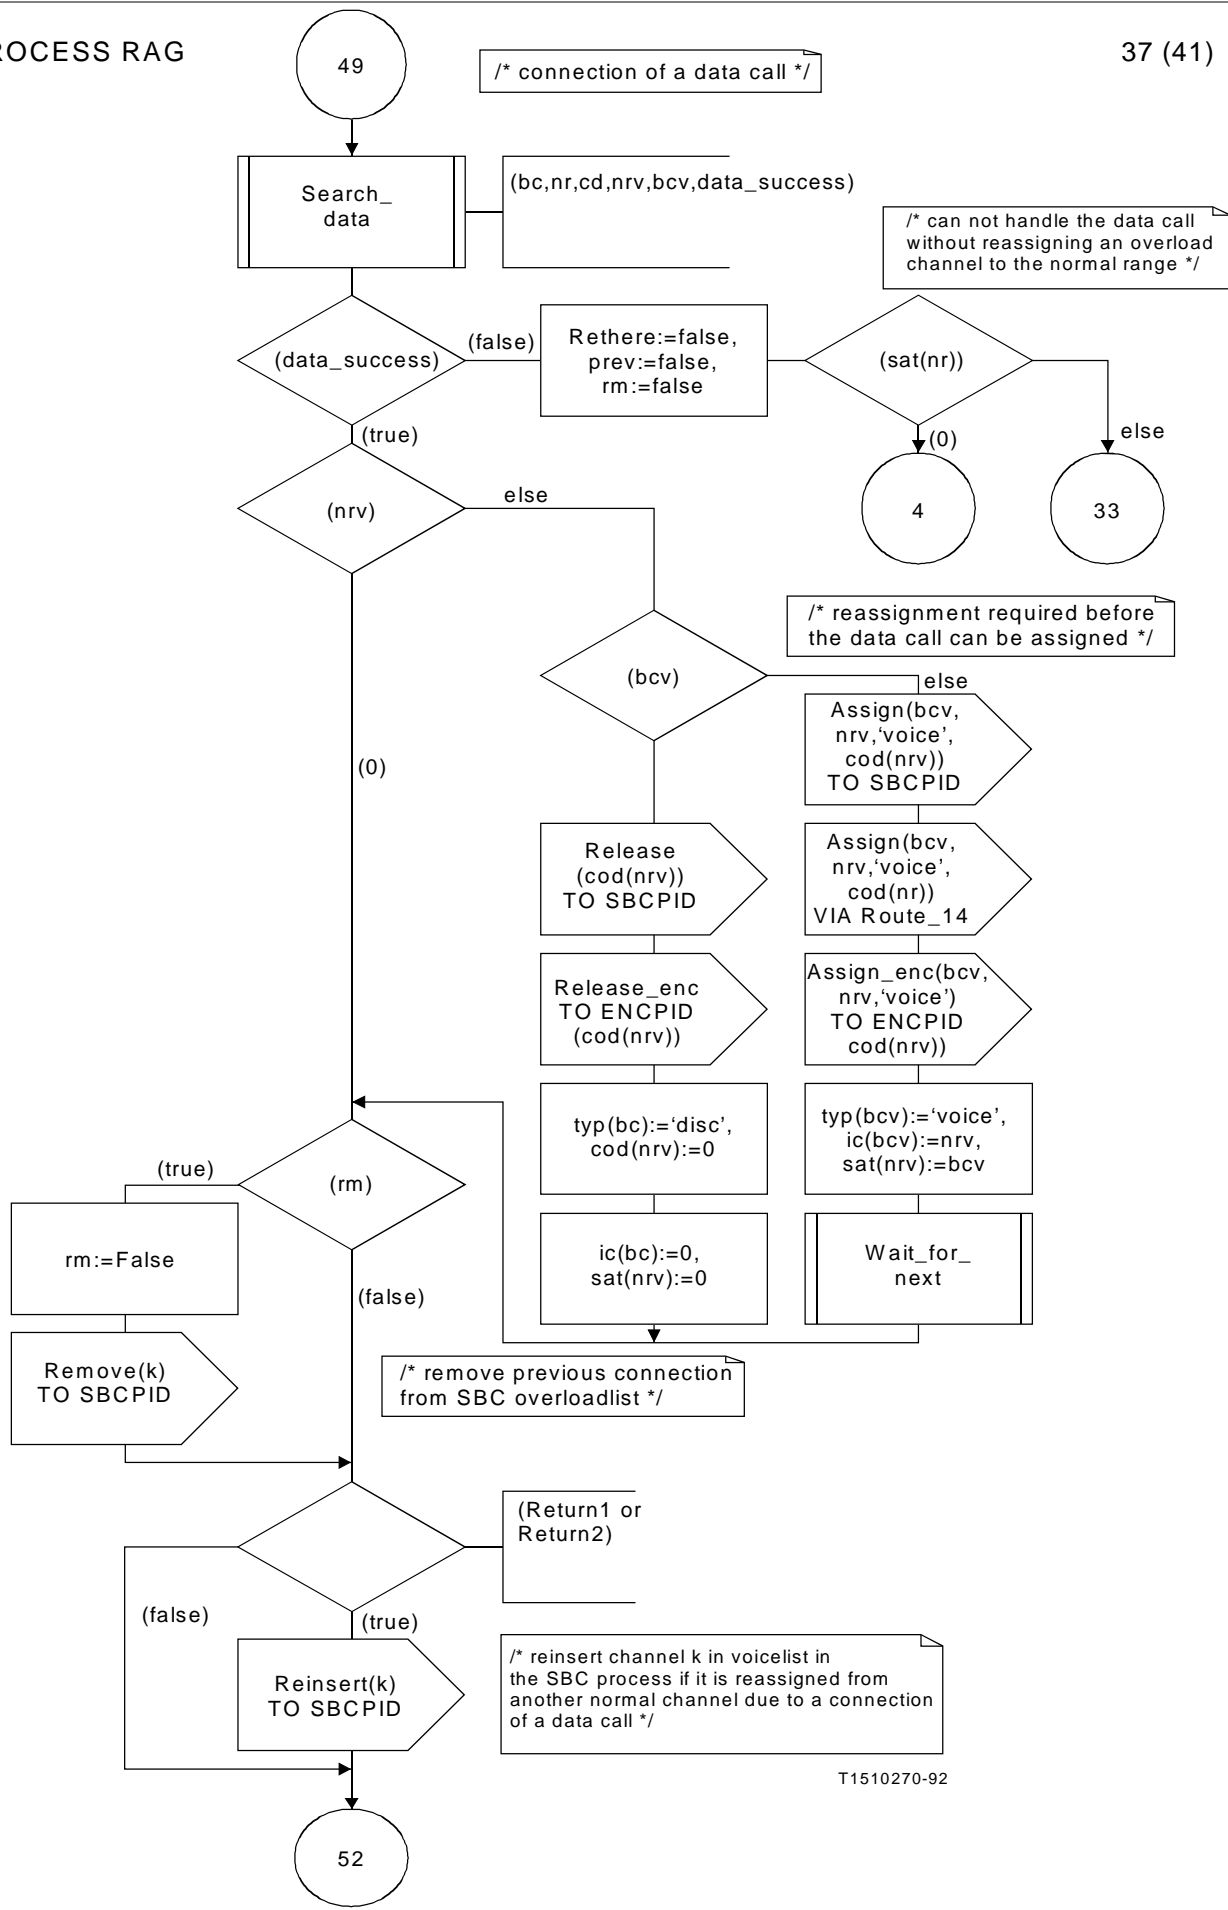 ROCESS RAG
37 (41)
49
/* connection of a data call */
Search_
data
(bc,nr,cd,nrv,bcv,data_success)
/* can not handle the data call
without reassigning an overload
channel to the normal range */
(data_success)
(false)
Rethere:=false,
prev:=false,
rm:=false
(sat(nr))
(true)
(0)
else
(nrv)
else
4
33
/* reassignment required before
the data call can be assigned */
(bcv)
else
Assign(bcv,
nrv,‘voice’,
cod(nrv))
TO SBCPID
(0)
Release
(cod(nrv))
TO SBCPID
Assign(bcv,
nrv,‘voice’,
cod(nr))
VIA Route_14
Release_enc
TO ENCPID
(cod(nrv))
Assign_enc(bcv,
nrv,‘voice’)
TO ENCPID
cod(nrv))
typ(bc):=‘disc’,
cod(nrv):=0
typ(bcv):=‘voice’,
ic(bcv):=nrv,
sat(nrv):=bcv
(true)
(rm)
rm:=False
ic(bc):=0,
sat(nrv):=0
Wait_for_
next
(false)
Remove(k)
TO SBCPID
/* remove previous connection
from SBC overloadlist */
(Return1 or
Return2)
(false)
(true)
Reinsert(k)
TO SBCPID
/* reinsert channel k in voicelist in
the SBC process if it is reassigned from
another normal channel due to a connection
of a data call */
T1510270-92
52